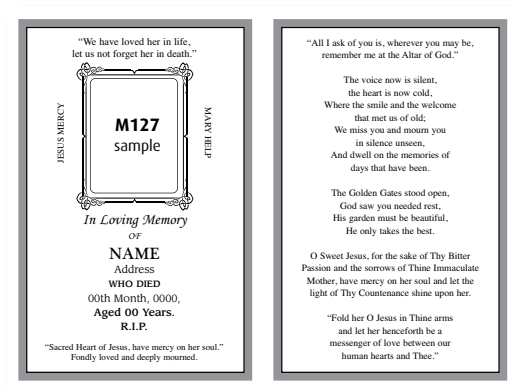 “We have loved her in life,
let us not forget her in death.”
JESUS MERCY
M127
sample
MARY HELP
In Loving Memory
OF
NAME
Address
WHO DIED
00th Month, 0000,
Aged 00 Years.
R.I.P.
“Sacred Heart of Jesus, have mercy on her soul.”
Fondly loved and deeply mourned.
“All I ask of you is, wherever you may be,
remember me at the Altar of God.”
The voice now is silent,
the heart is now cold,
Where the smile and the welcome
that met us of old;
We miss you and mourn you
in silence unseen,
And dwell on the memories of
days that have been.
The Golden Gates stood open,
God saw you needed rest,
His garden must be beautiful,
He only takes the best.
O Sweet Jesus, for the sake of Thy Bitter
Passion and the sorrows of Thine Immaculate
Mother, have mercy on her soul and let the
light of Thy Countenance shine upon her.
“Fold her O Jesus in Thine arms
and let her henceforth be a
messenger of love between our
human hearts and Thee.”